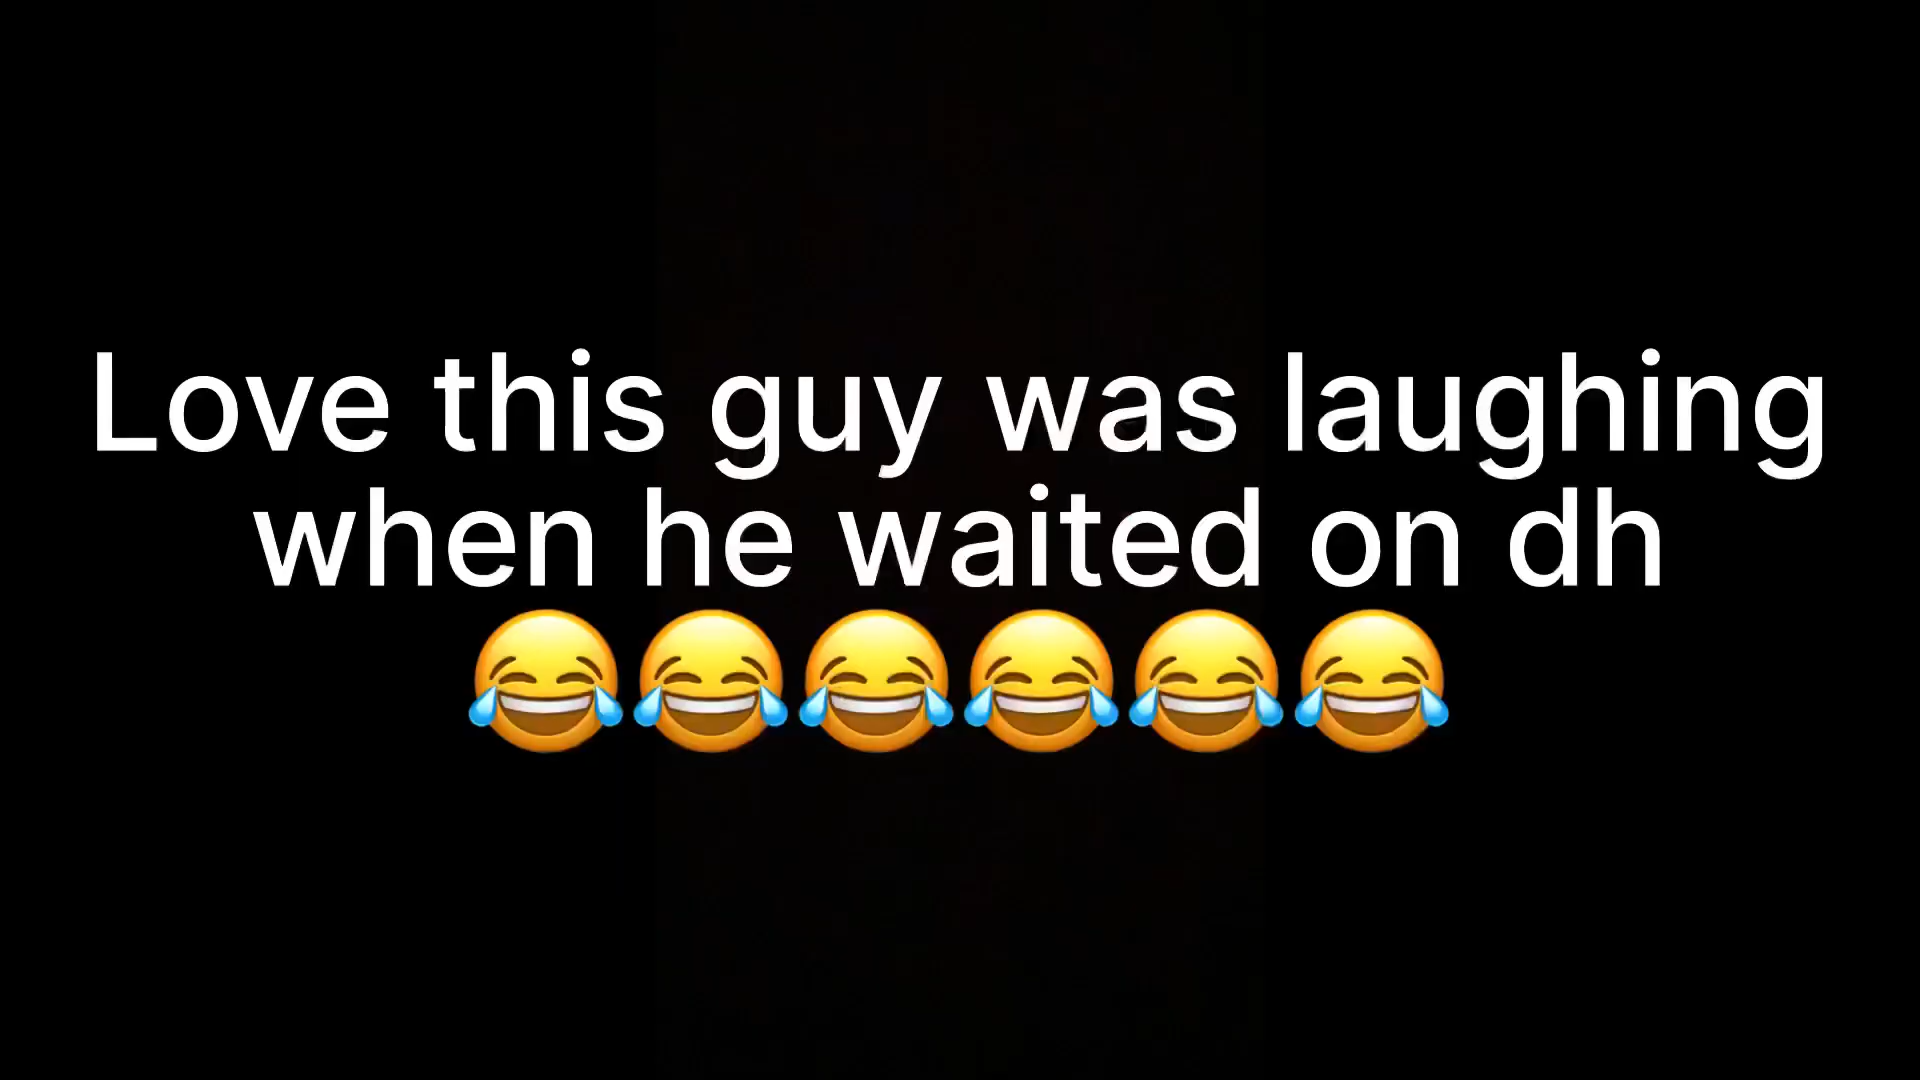 Love this guy was laughing
when he waited on dh
😂😂😂😂😂😂